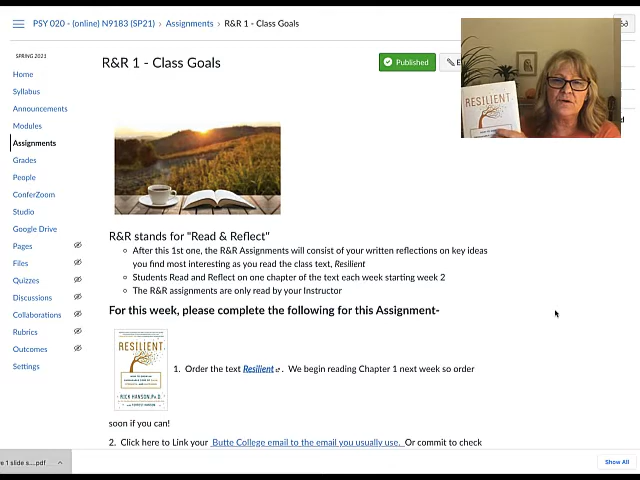 PSY 020 - (online) N9183 (SP21) › Assignments › R&R 1 - Class Goals
SPRING 2021
Home
Syllabus
Announcements
Modules
Assignments
Grades
People
ConferZoom
Studio
Google Drive
Pages
Files
Quizzes
Discussions
Collaborations
Rubrics
Outcomes
Settings
R&R 1 - Class Goals
Published
E
RESILIENT
R&R stands for "Read & Reflect"
After this 1st one, the R&R Assignments will consist of your written reflections on key ideas
you find most interesting as you read the class text, Resilient
Students Read and Reflect on one chapter of the text each week starting week 2
The R&R assignments are only read by your Instructor
For this week, please complete the following for this Assignment-
RESILIENT
RICK HANSON, PH.D.
1. Order the text Resilient. We begin reading Chapter 1 next week so order
soon if you can!
2. Click here to Link your Butte College email to the email you usually use. Or commit to check
e 1 slide s....pdf
Show All